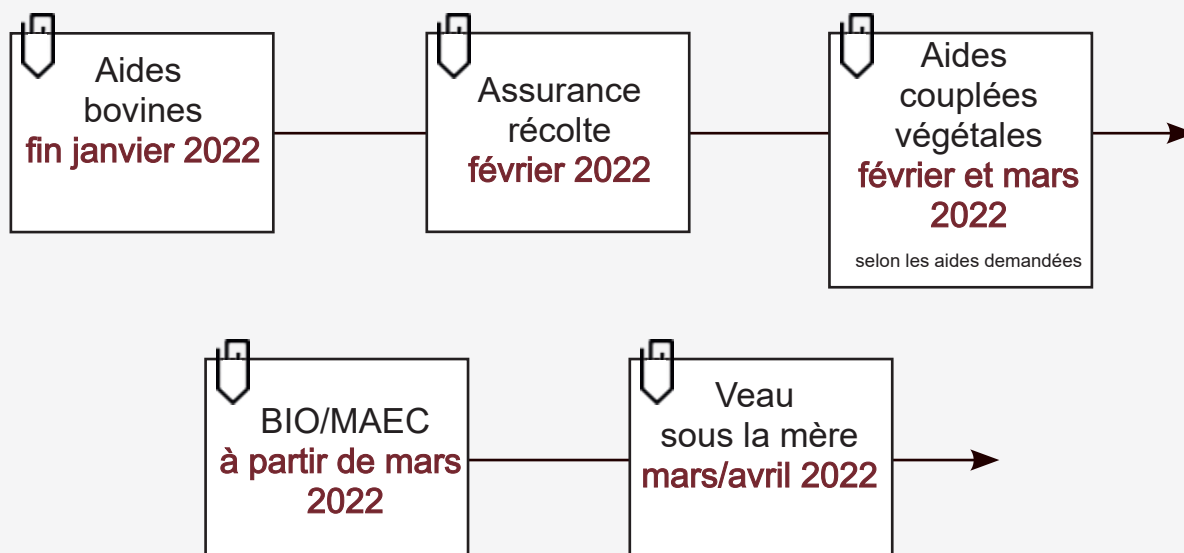 Aides
bovines
fin janvier 2022
Assurance
récolte
février 2022
Aides
couplées
végétales
février et mars
2022
selon les aides demandées
BIO/MAEC
à partir de mars
2022
Veau
sous la mère
mars/avril 2022